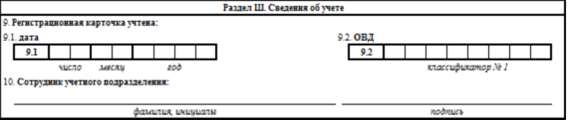 Раздел III. Сведения об учете
9. Регистрационная карточка учтена:
9.1. дата 9.2. ОВД
9.1 9.2
число месяц год классификатор № 1
10. Сотрудник учетного подразделения:
фамилия, инициалы подпись